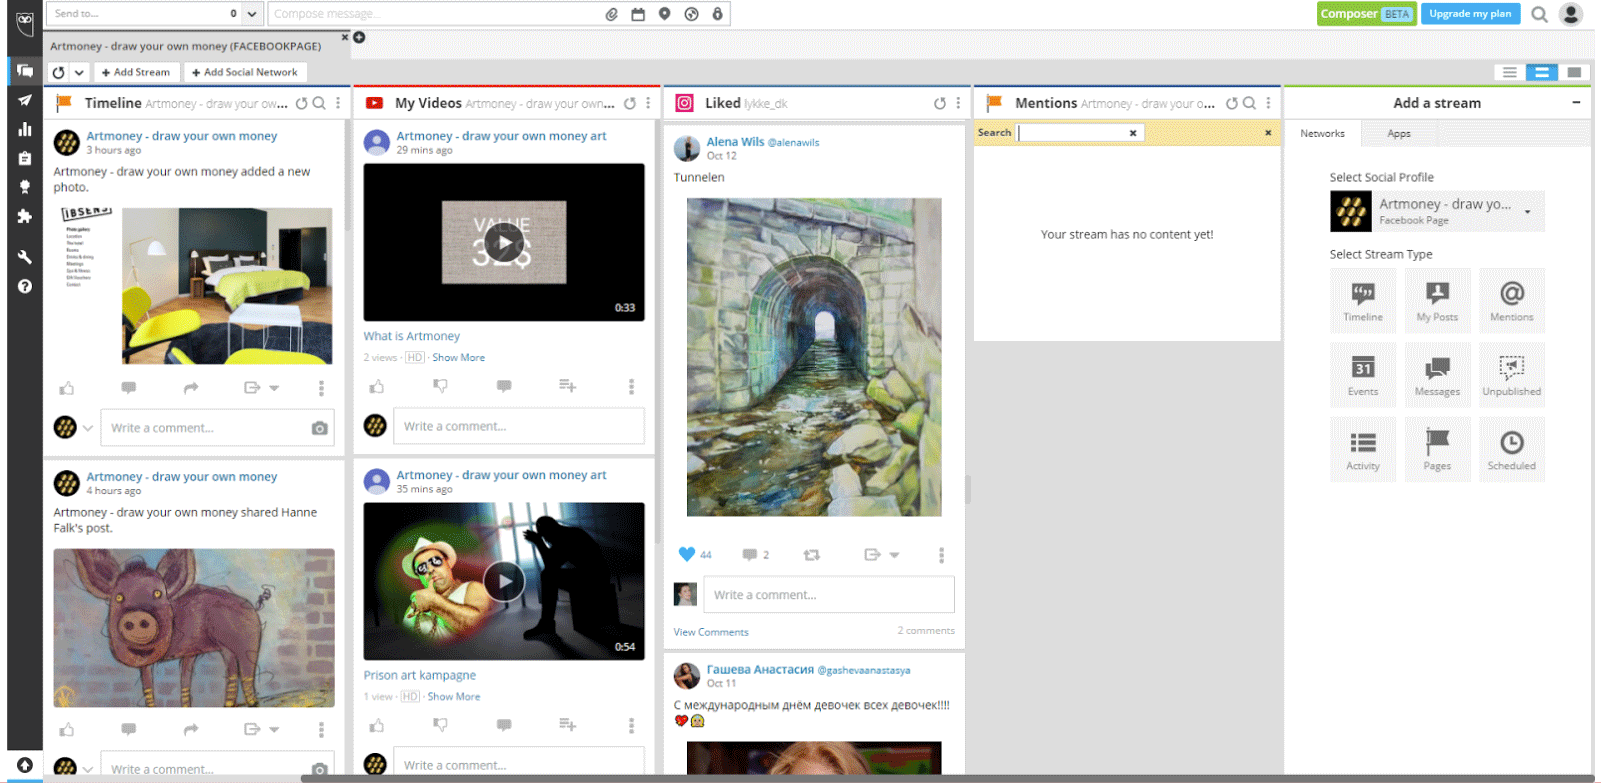 Send to...
0
Compose message...
Composer BETA
Upgrade my plan
Artmoney - draw your own money (FACEBOOKPAGE)
Add Stream
Add Social Network
Timeline Artmoney - draw your ow...
Artmoney - draw your own money
3 hours ago
Artmoney - draw your own money added a new
photo.
IBSENS
Photo gallery
Location
Rooms
Meetings
Contact
Write a comment...
Artmoney - draw your own money
4 hours ago
Artmoney - draw your own money shared Hanne
Falk's post.
Write a comment...
My Videos Artmoney - draw your own...
Artmoney - draw your own money art
29 mins ago
VALUE
32$
0:33
What is Artmoney
2 views · HD · Show More
Write a comment...
Artmoney - draw your own money art
35 mins ago
0:54
Prison art kampagne
1 view · HD · Show More
Write a comment...
Liked lykke_dk
Alena Wils @alenawils
Oct 12
Tunnelen
44
2
Write a comment...
View Comments
2 comments
Гашева Анастасия @gashevaanastasya
Oct 11
С международным днём девочек всех девочек!!!!
Mentions Artmoney - draw your o...
Search
Your stream has no content yet!
Add a stream
Networks
Apps
Select Social Profile
Artmoney - draw yo...
Facebook Page
Select Stream Type
Timeline
My Posts
Mentions
31
Events
Messages
Unpublished
Activity
Pages
Scheduled